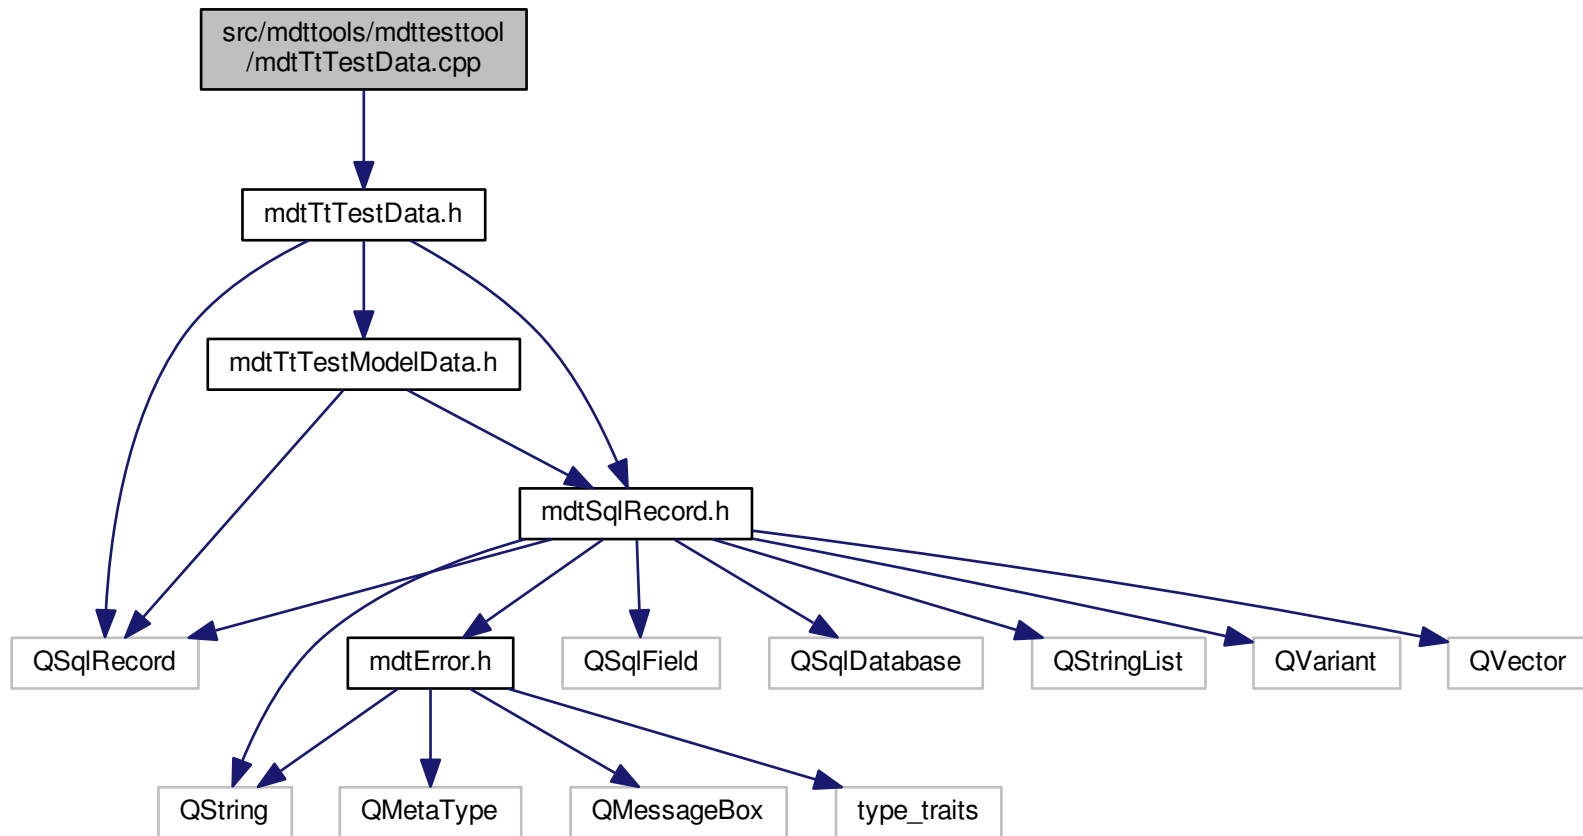 src/mdttools/mdttesttool
/mdtTtTestData.cpp
mdtTtTestData.h
mdtTtTestModelData.h
mdtSqlRecord.h
QSqlRecord
mdtError.h
QSqlField
QSqlDatabase
QStringList
QVariant
QVector
QString
QMetaType
QMessageBox
type_traits